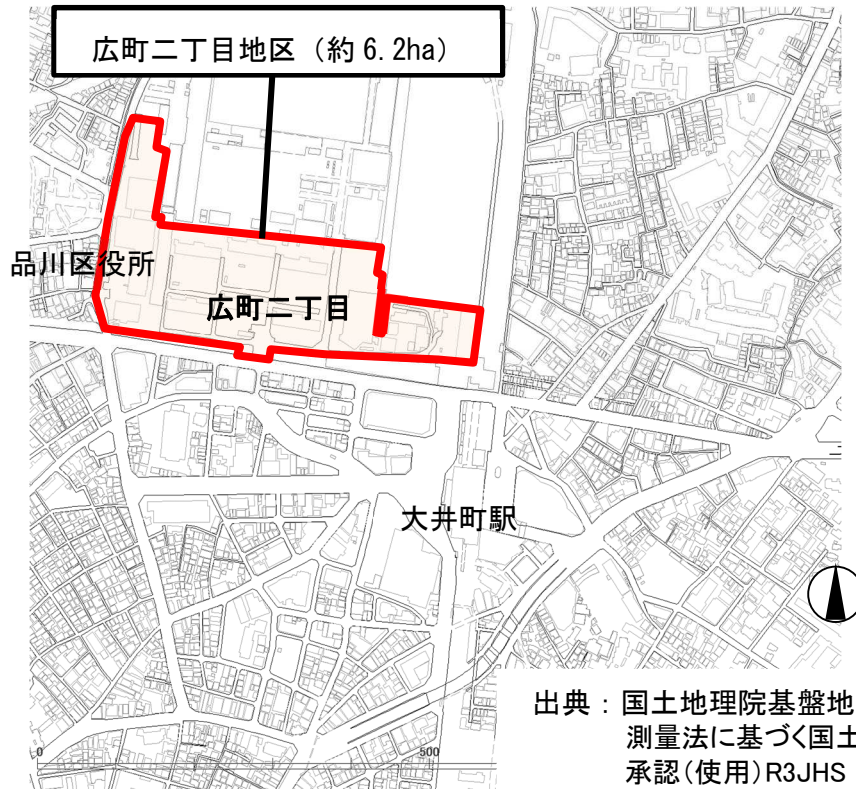 広町二丁目地区（約6.2ha）
品川区役所
広町二丁目
大井町駅
出典：国土地理院基盤地
測量法に基づく国土
承認（使用）R3JHS
0
500